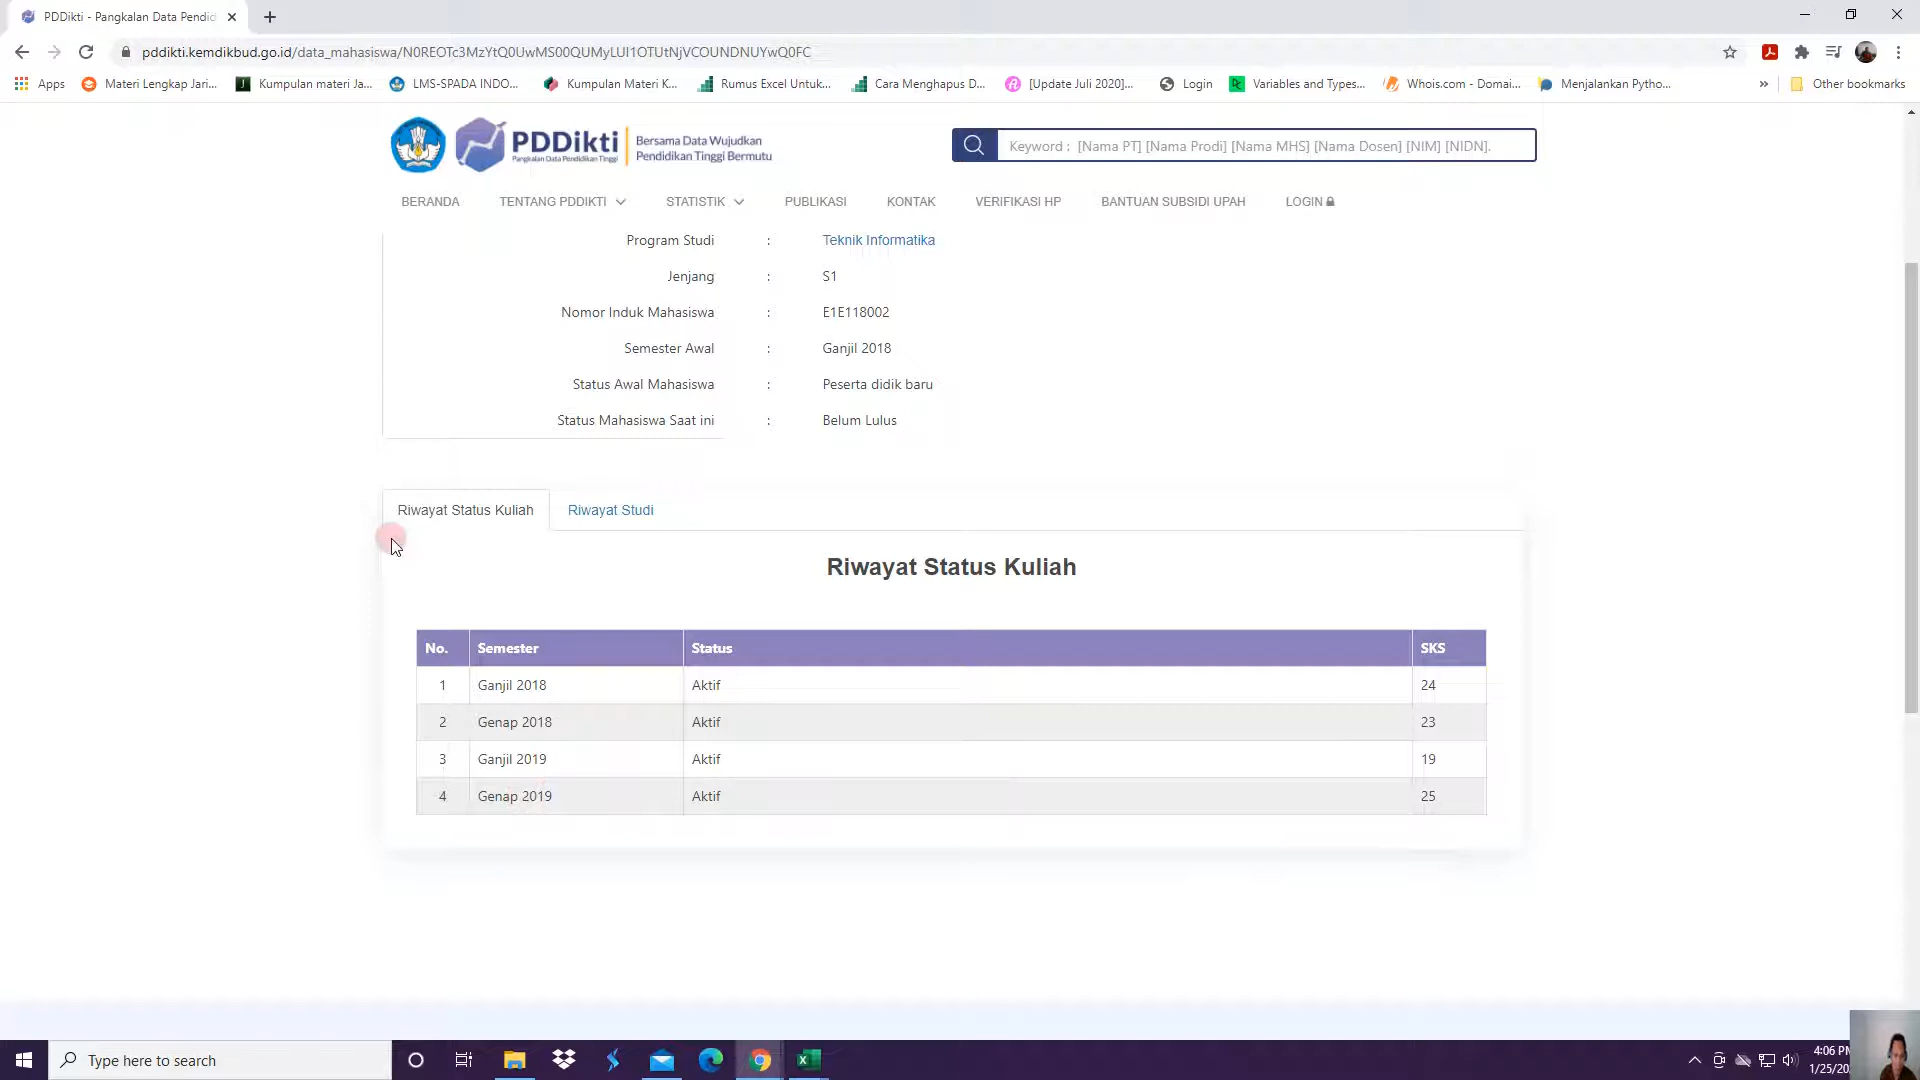 PDDikti - Pangkalan Data Pendid
pddikti.kemdikbud.go.id/data_mahasiswa/N0REOTc3MzYtQ0UwMS00QUMyLUI1OTUtNjVCOUNDNUYwQ0FC
Apps Materi Lengkap Jari... Kumpulan materi Ja... LMS-SPADA INDO... Kumpulan Materi K... Rumus Excel Untuk... Cara Menghapus D... [Update Juli 2020]... Login Variables and Types... Whois.com - Domai... Menjalankan Pytho... » Other bookmarks
PDDikti
Pangkalan Data Pendidikan Tinggi
Bersama Data Wujudkan
Pendidikan Tinggi Bermutu
Keyword : [Nama PT] [Nama Prodi] [Nama MHS] [Nama Dosen] [NIM] [NIDN].
BERANDA TENTANG PDDIKTI STATISTIK PUBLIKASI KONTAK VERIFIKASI HP BANTUAN SUBSIDI UPAH LOGIN
Program Studi : Teknik Informatika
Jenjang : S1
Nomor Induk Mahasiswa : E1E118002
Semester Awal : Ganjil 2018
Status Awal Mahasiswa : Peserta didik baru
Status Mahasiswa Saat ini : Belum Lulus
Riwayat Status Kuliah Riwayat Studi
Riwayat Status Kuliah
No. Semester Status SKS
1 Ganjil 2018 Aktif 24
2 Genap 2018 Aktif 23
3 Ganjil 2019 Aktif 19
4 Genap 2019 Aktif 25
Type here to search
4:06 PM
1/25/20